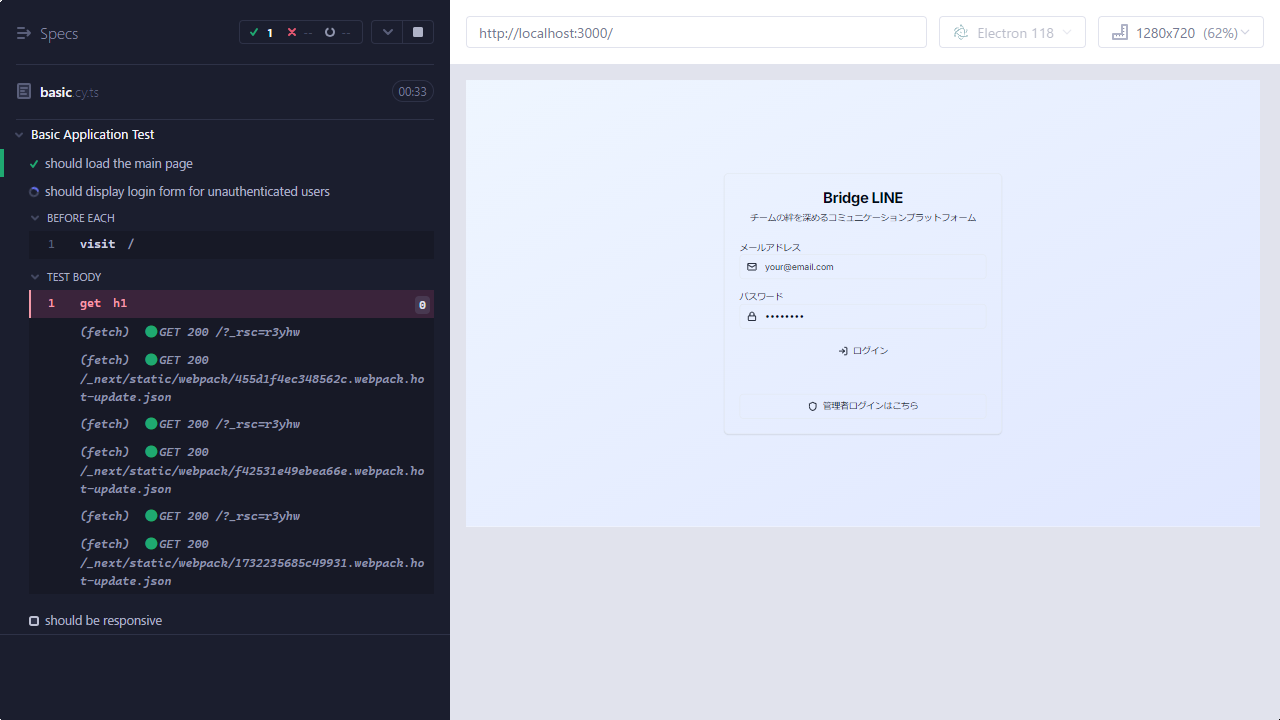 Specs
1
--
--
basic.cy.ts
00:33
Basic Application Test
should load the main page
should display login form for unauthenticated users
BEFORE EACH
1 visit /
TEST BODY
1 get h1 0
(fetch) GET 200 /?_rsc=r3yhw
(fetch) GET 200
/_next/static/webpack/455d1f4ec348562c.webpack.ho
t-update.json
(fetch) GET 200 /?_rsc=r3yhw
(fetch) GET 200
/_next/static/webpack/f42531e49ebea66e.webpack.ho
t-update.json
(fetch) GET 200 /?_rsc=r3yhw
(fetch) GET 200
/_next/static/webpack/1732235685c49931.webpack.ho
t-update.json
should be responsive
http://localhost:3000/
Electron 118
1280x720 (62%)
Bridge LINE
チームの絆を深めるコミュニケーションプラットフォーム
メールアドレス
your@email.com
パスワード
••••••••
ログイン
管理者ログインはこちら